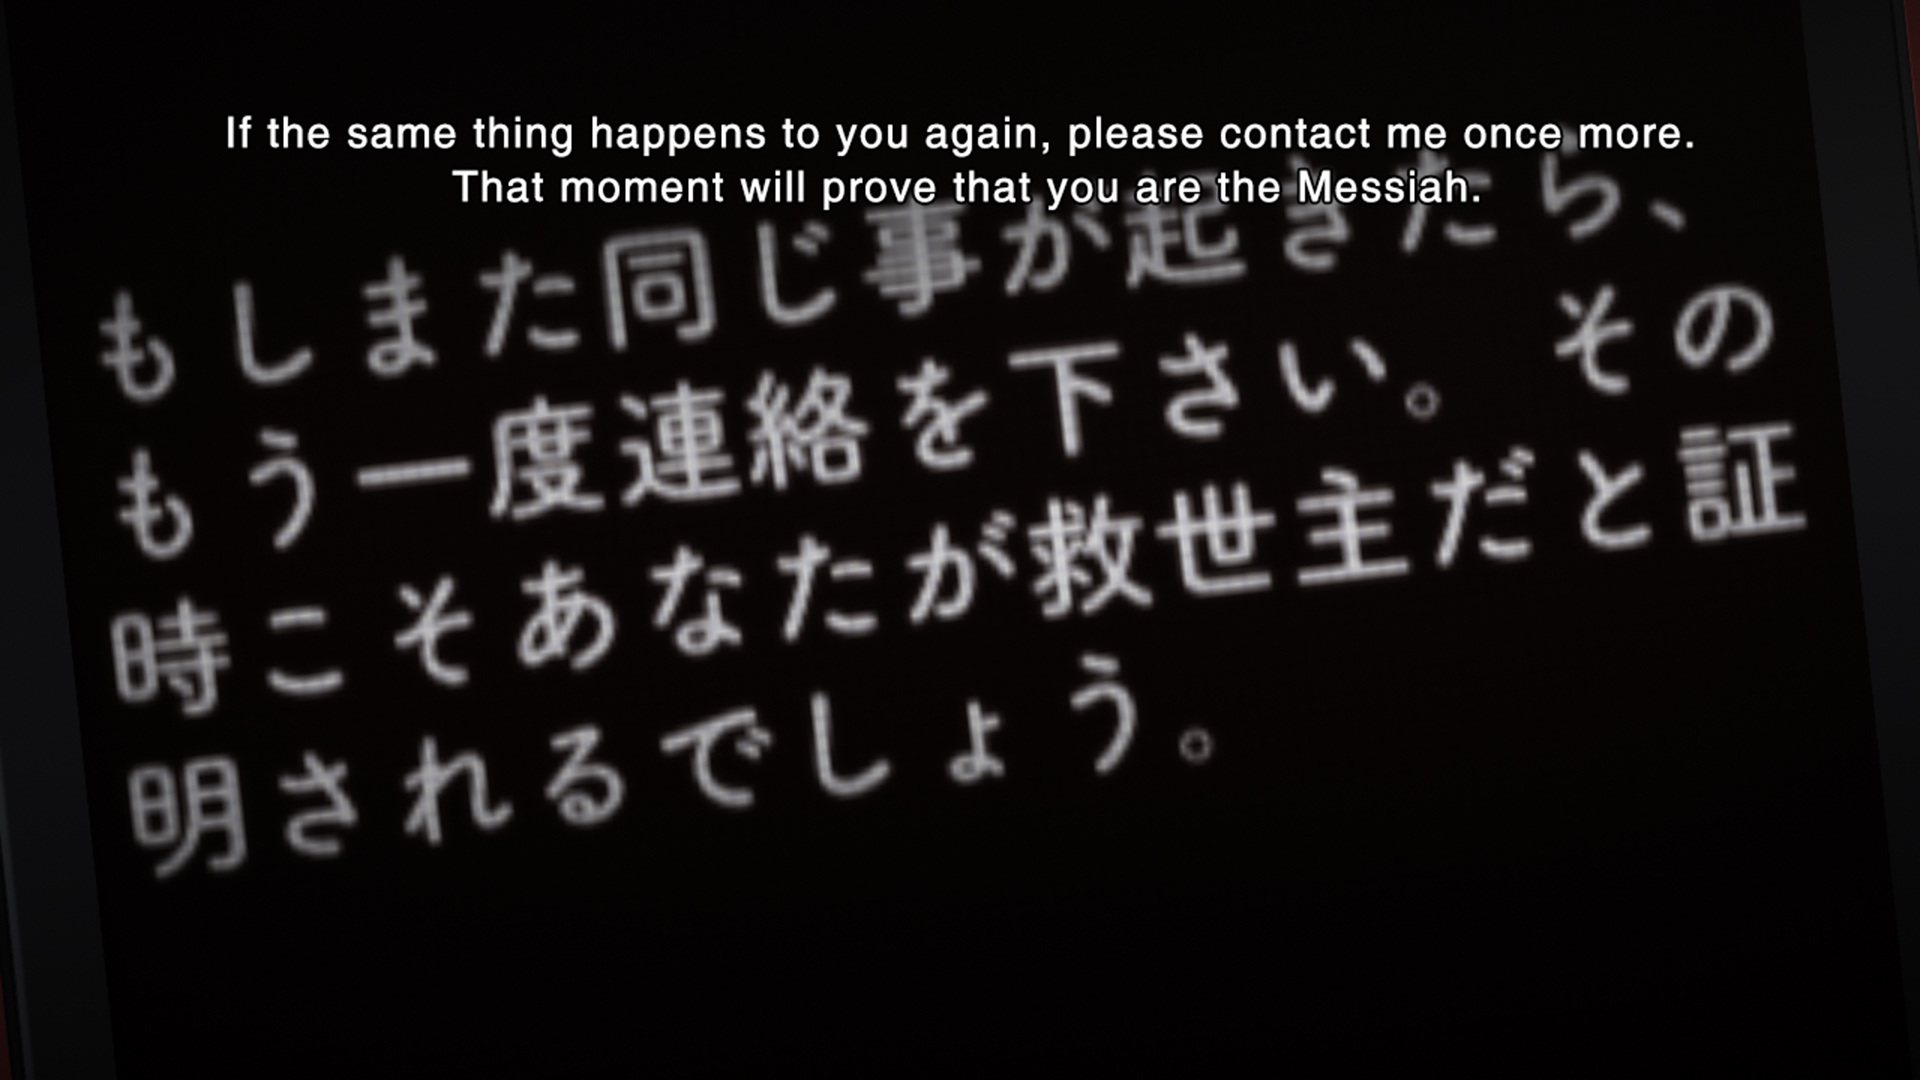 If the same thing happens to you again, please contact me once more.
That moment will prove that you are the Messiah.
もしまた同じ事が起きたら、
もう一度連絡を下さい。 その
時こそあなたが救世主だと証
明されるでしょう。